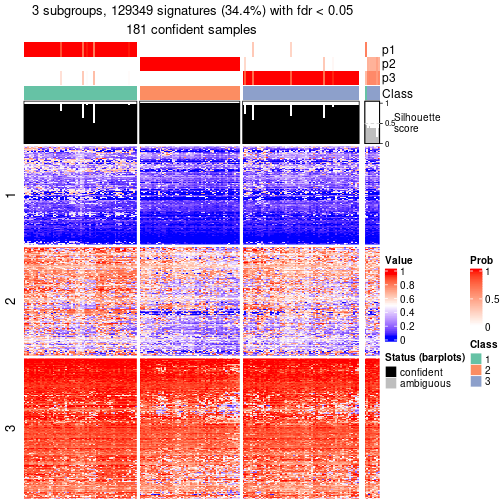 3 subgroups, 129349 signatures (34.4%) with fdr < 0.05
181 confident samples
p1
p2
p3
Class
1
0.5
0
Silhouette
score
1
2
3
Value
1
0.8
0.6
0.4
0.2
0
Prob
1
0.5
0
Status (barplots)
confident
ambiguous
Class
1
2
3